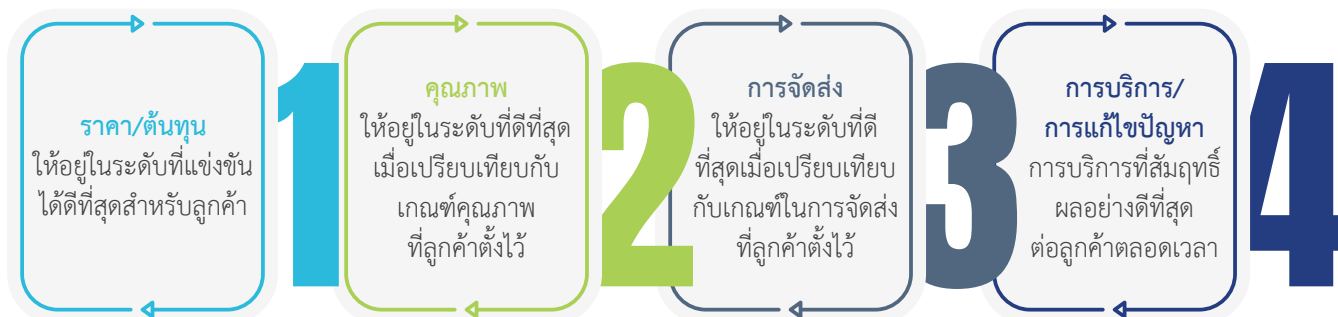 ราคา/ต้นทุน
ให้อยู่ในระดับที่แข่งขัน
ได้ดีที่สุดสำหรับลูกค้า
1
คุณภาพ
ให้อยู่ในระดับที่ดีที่สุด
เมื่อเปรียบเทียบกับ
เกณฑ์คุณภาพ
ที่ลูกค้าตั้งไว้
2
การจัดส่ง
ให้อยู่ในระดับที่ดี
ที่สุดเมื่อเปรียบเทียบ
กับเกณฑ์ในการจัดส่ง
ที่ลูกค้าตั้งไว้
3
การบริการ/
การแก้ไขปัญหา
การบริการที่สัมฤทธิ์
ผลอย่างดีที่สุด
ต่อลูกค้าตลอดเวลา
4